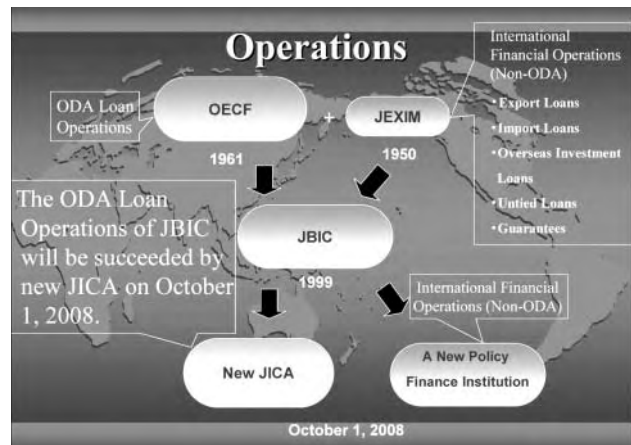 Operations
International
Financial Operations
(Non-ODA)
•Export Loans
•Import Loans
•Overseas Investment
Loans
•Untied Loans
•Guarantees
ODA Loan
Operations
OECF
+
JEXIM
1961
1950
The ODA Loan
Operations of JBIC
will be succeeded by
new JICA on October
1, 2008.
JBIC
1999
International Financial
Operations (Non-ODA)
New JICA
A New Policy
Finance Institution
October 1, 2008